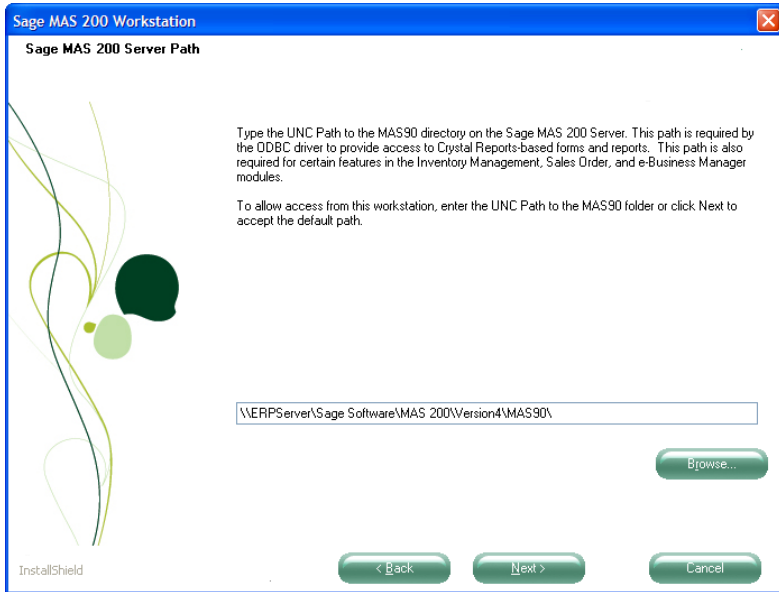 Sage MAS 200 Workstation
Sage MAS 200 Server Path
Type the UNC Path to the MAS90 directory on the Sage MAS 200 Server. This path is required by
the ODBC driver to provide access to Crystal Reports-based forms and reports.  This path is also
required for certain features in the Inventory Management, Sales Order, and e-Business Manager
modules.
To allow access from this workstation, enter the UNC Path to the MAS90 folder or click Next to
accept the default path.
\\ERPServer\Sage Software\MAS 200\Version4\MAS90\
Browse...
InstallShield
< Back
Next >
Cancel